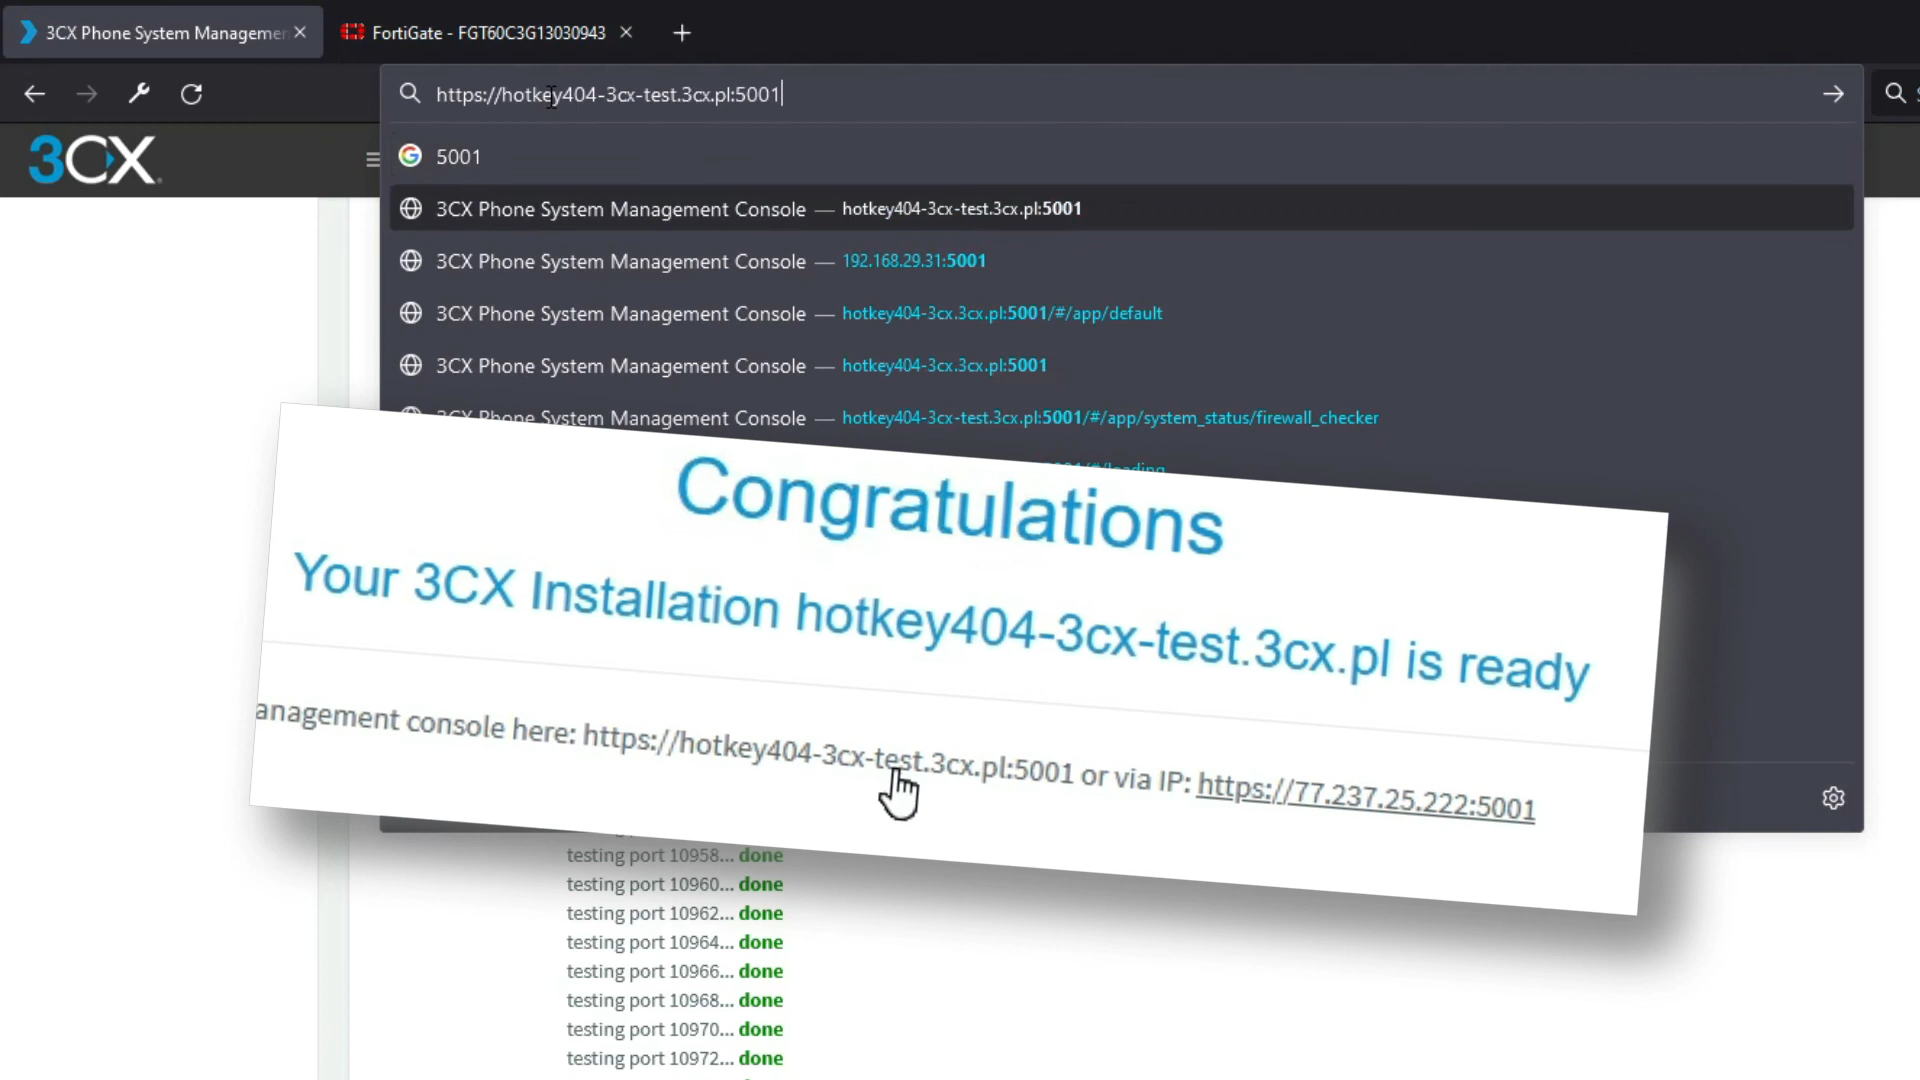 3CX Phone System Managemen
FortiGate - FGT60C3G13030943
https://hotkey404-3cx-test.3cx.pl:5001
3CX
5001
3CX Phone System Management Console — hotkey404-3cx-test.3cx.pl:5001
3CX Phone System Management Console — 192.168.29.31:5001
3CX Phone System Management Console — hotkey404-3cx.3cx.pl:5001/#/app/default
3CX Phone System Management Console — hotkey404-3cx.3cx.pl:5001
3CX Phone System Management Console — hotkey404-3cx-test.3cx.pl:5001/#/app/system_status/firewall_checker
Congratulations
Your 3CX Installation hotkey404-3cx-test.3cx.pl is ready
anagement console here: https://hotkey404-3cx-test.3cx.pl:5001 or via IP: https://77.237.25.222:5001
testing port 10958... done
testing port 10960... done
testing port 10962... done
testing port 10964... done
testing port 10966... done
testing port 10968... done
testing port 10970... done
testing port 10972... done